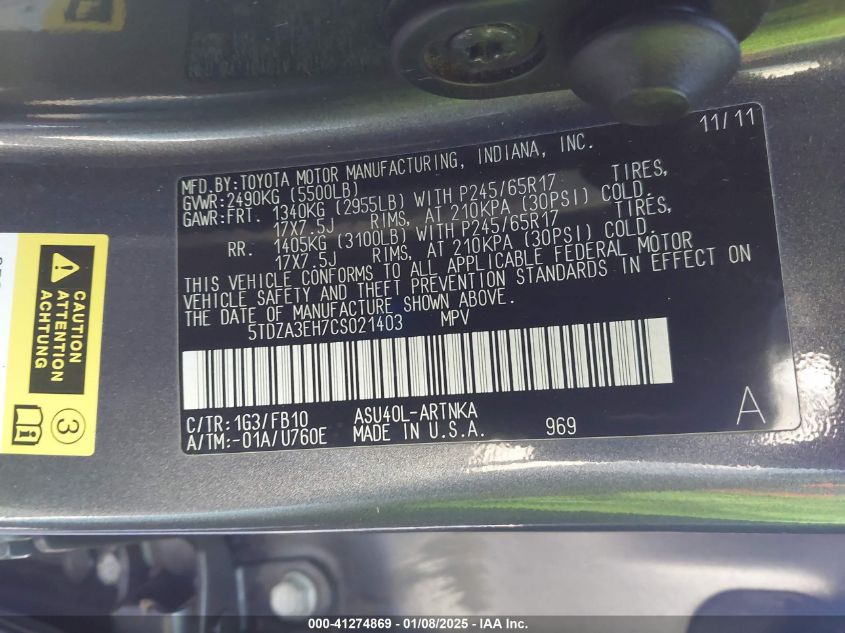 11/11
MFD.BY:TOYOTA MOTOR MANUFACTURING, INDIANA, INC.
GVWR:2490KG (5500LB)
GAWR:FRT. 1340KG (2955LB) WITH P245/65R17 TIRES,
17X7.5J RIMS, AT 210KPA (30PSI) COLD.
RR. 1405KG (3100LB) WITH P245/65R17 TIRES,
17X7.5J RIMS, AT 210KPA (30PSI) COLD.
THIS VEHICLE CONFORMS TO ALL APPLICABLE FEDERAL MOTOR
VEHICLE SAFETY AND THEFT PREVENTION STANDARDS IN EFFECT ON
THE DATE OF MANUFACTURE SHOWN ABOVE.
5TDZA3EH7CS021403 MPV
C/TR:1G3/FB10 ASU40L-ARTNKA
A/TM:-01A/U760E MADE IN U.S.A. 969
A
CAUTION
ATTENTION
ACHTUNG
3
000-41274869 - 01/08/2025 - IAA, Inc.